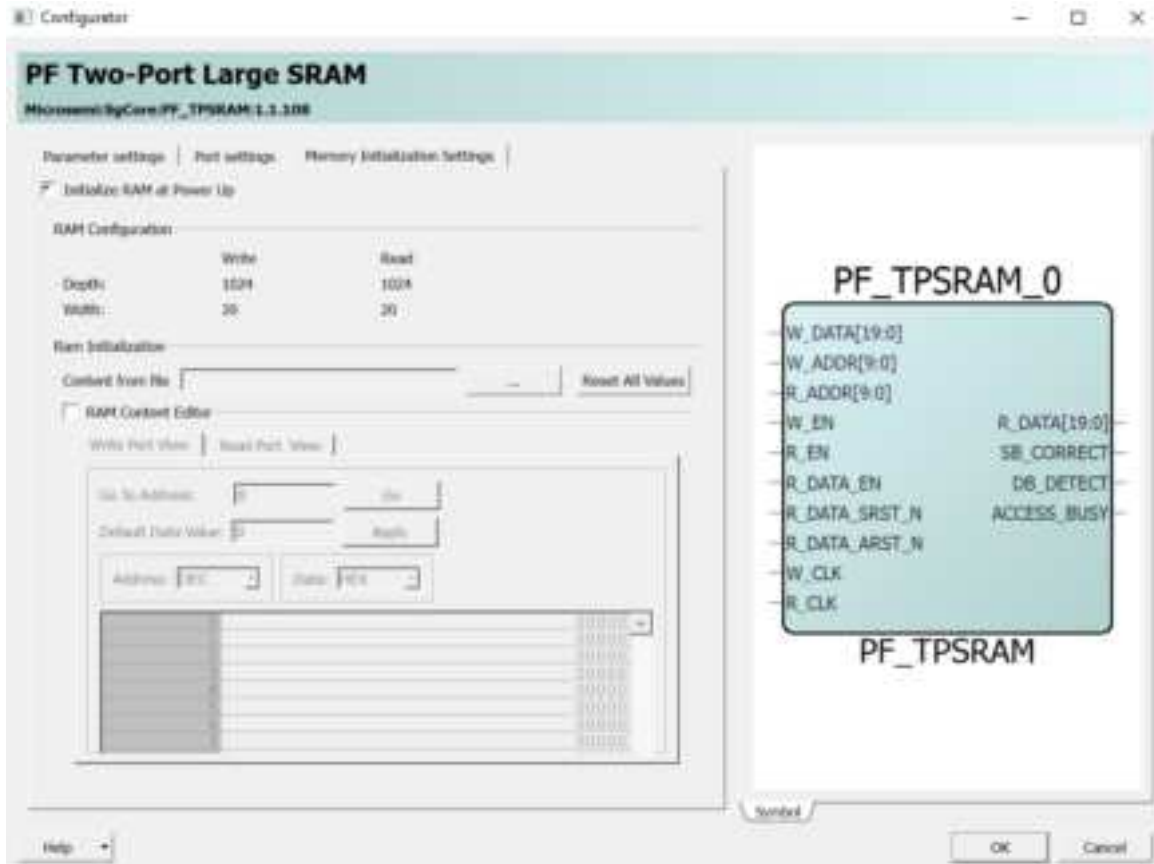 Configurator
PF Two-Port Large SRAM
Microsemi:SgCore:PF_TPSRAM:1.1.108
Parameter settings Port settings Memory Initialization Settings
Initialize RAM at Power Up
RAM Configuration
Write Read
Depth: 1024 1024
Width: 20 20
Ram Initialization
Content from file ... Reset All Values
RAM Content Editor
Write Port View Read Port View
Go To Address: 0 Go
Default Data Value: 0 Apply
Address: DEC Data: HEX
PF_TPSRAM_0
W_DATA[19:0]
W_ADDR[9:0]
R_ADDR[9:0]
W_EN R_DATA[19:0]
R_EN SB_CORRECT
R_DATA_EN DB_DETECT
R_DATA_SRST_N ACCESS_BUSY
R_DATA_ARST_N
W_CLK
R_CLK
PF_TPSRAM
Symbol
Help OK Cancel